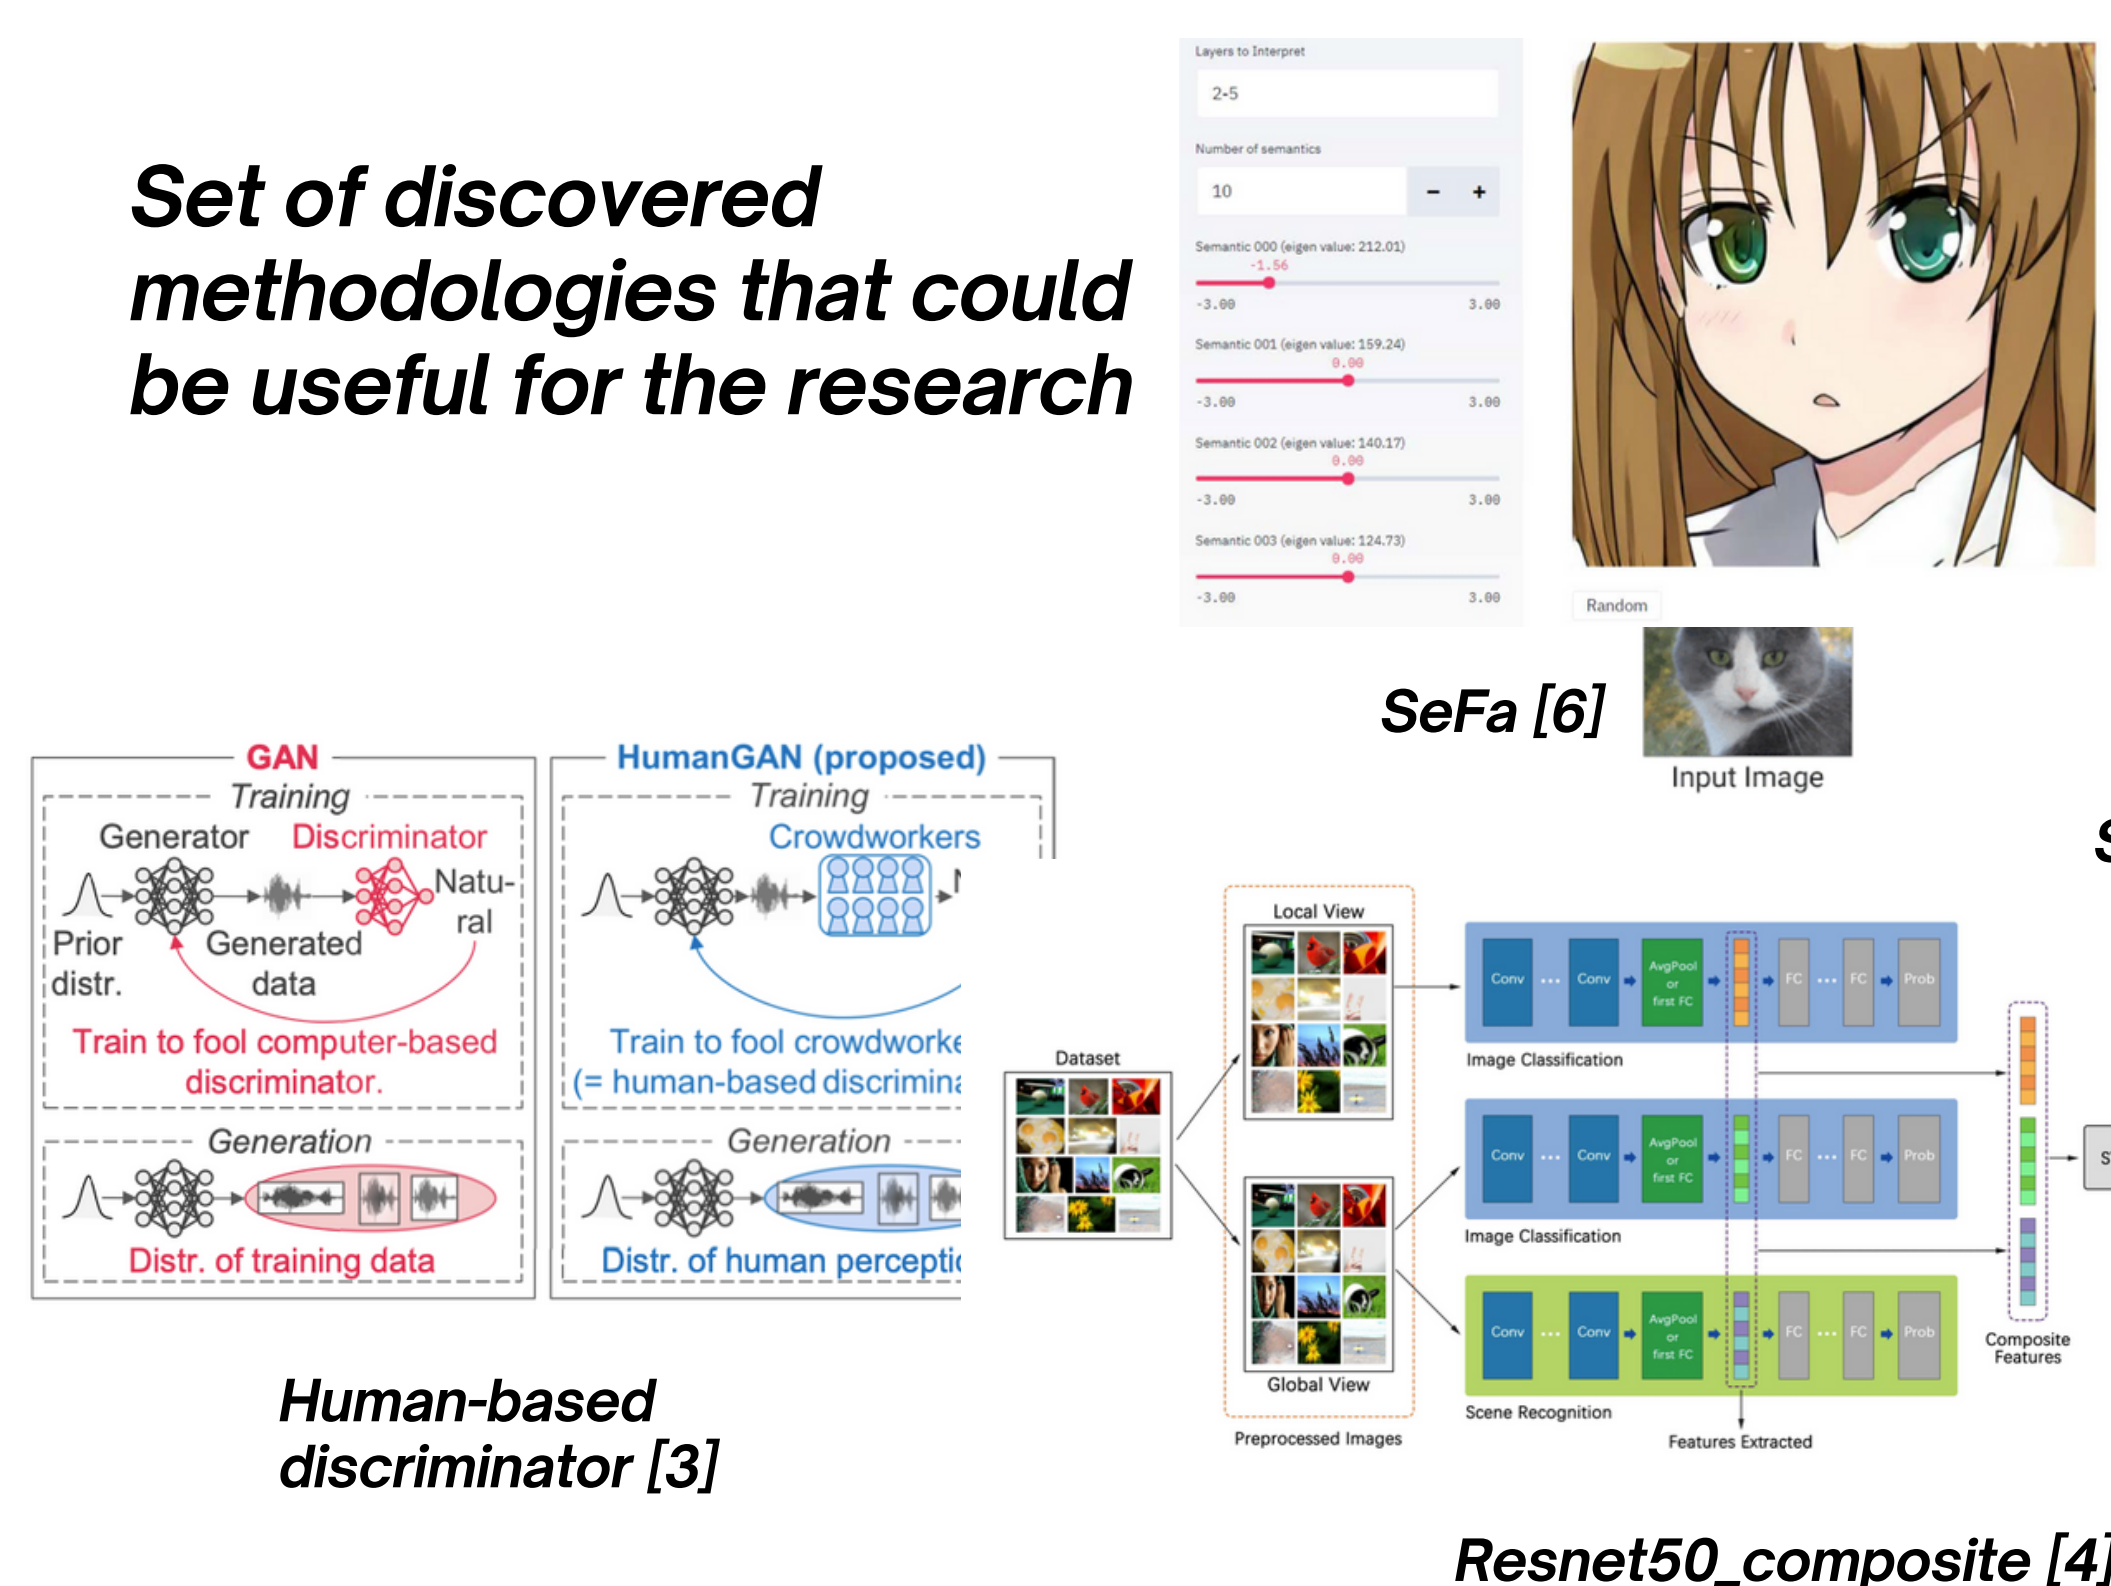 Set of discovered
methodologies that could
be useful for the research
Layers to Interpret
2-5
Number of semantics
10
− +
Semantic 000 (eigen value: 212.01)
-1.56
-3.00 3.00
Semantic 001 (eigen value: 159.24)
0.00
-3.00 3.00
Semantic 002 (eigen value: 140.17)
0.00
-3.00 3.00
Semantic 003 (eigen value: 124.73)
0.00
-3.00 3.00
Random
SeFa [6]
Input Image
GAN
Training
Generator Discriminator
Natu-
ral
Prior
distr.
Generated
data
Train to fool computer-based
discriminator.
Generation
Distr. of training data
HumanGAN (proposed)
Training
Crowdworkers
Train to fool
(= human-based
Generation
Distr. of human
Human-based
discriminator [3]
Dataset
Local View
Global View
Preprocessed Images
Conv ... Conv AvgPool or first FC FC ... FC Prob
Image Classification
Conv ... Conv AvgPool or first FC FC ... FC Prob
Image Classification
Conv ... Conv AvgPool or first FC FC ... FC Prob
Scene Recognition
Features Extracted
Composite
Features
Resnet50_composite [4]